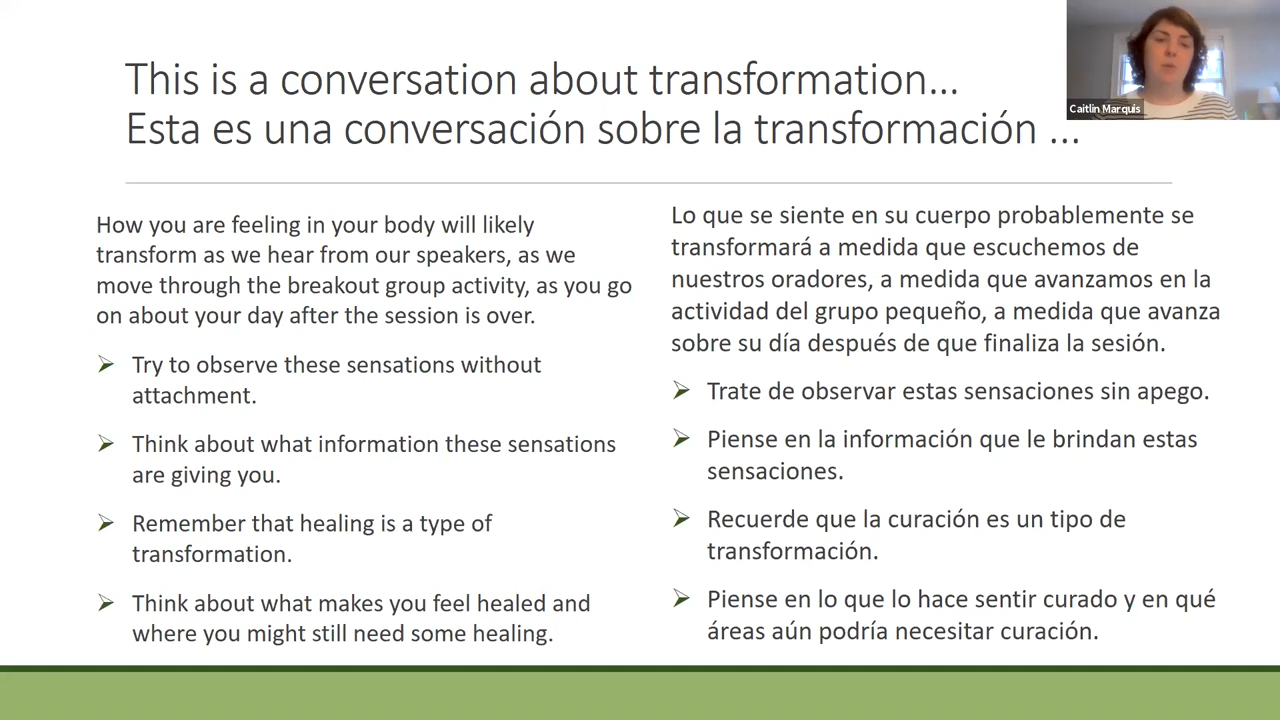 This is a conversation about transformation...
Esta es una conversación sobre la transformación ...
Caitlin Marquis
How you are feeling in your body will likely
transform as we hear from our speakers, as we
move through the breakout group activity, as you go
on about your day after the session is over.
Try to observe these sensations without
attachment.
Think about what information these sensations
are giving you.
Remember that healing is a type of
transformation.
Think about what makes you feel healed and
where you might still need some healing.
Lo que se siente en su cuerpo probablemente se
transformará a medida que escuchemos de
nuestros oradores, a medida que avanzamos en la
actividad del grupo pequeño, a medida que avanza
sobre su día después de que finaliza la sesión.
Trate de observar estas sensaciones sin apego.
Piense en la información que le brindan estas
sensaciones.
Recuerde que la curación es un tipo de
transformación.
Piense en lo que lo hace sentir curado y en qué
áreas aún podría necesitar curación.